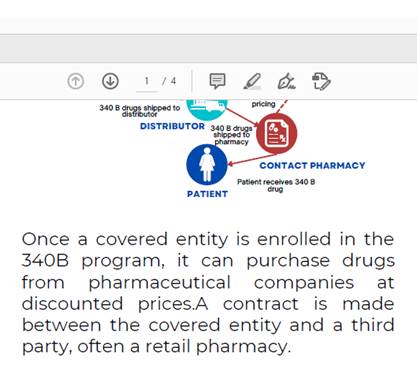 1 / 4
340 B drugs shipped to
distributor
pricing
DISTRIBUTOR
340 B drugs
shipped to
pharmacy
CONTACT PHARMACY
Patient receives 340 B
drug
PATIENT
Once a covered entity is enrolled in the
340B program, it can purchase drugs
from pharmaceutical companies at
discounted prices.A contract is made
between the covered entity and a third
party, often a retail pharmacy.